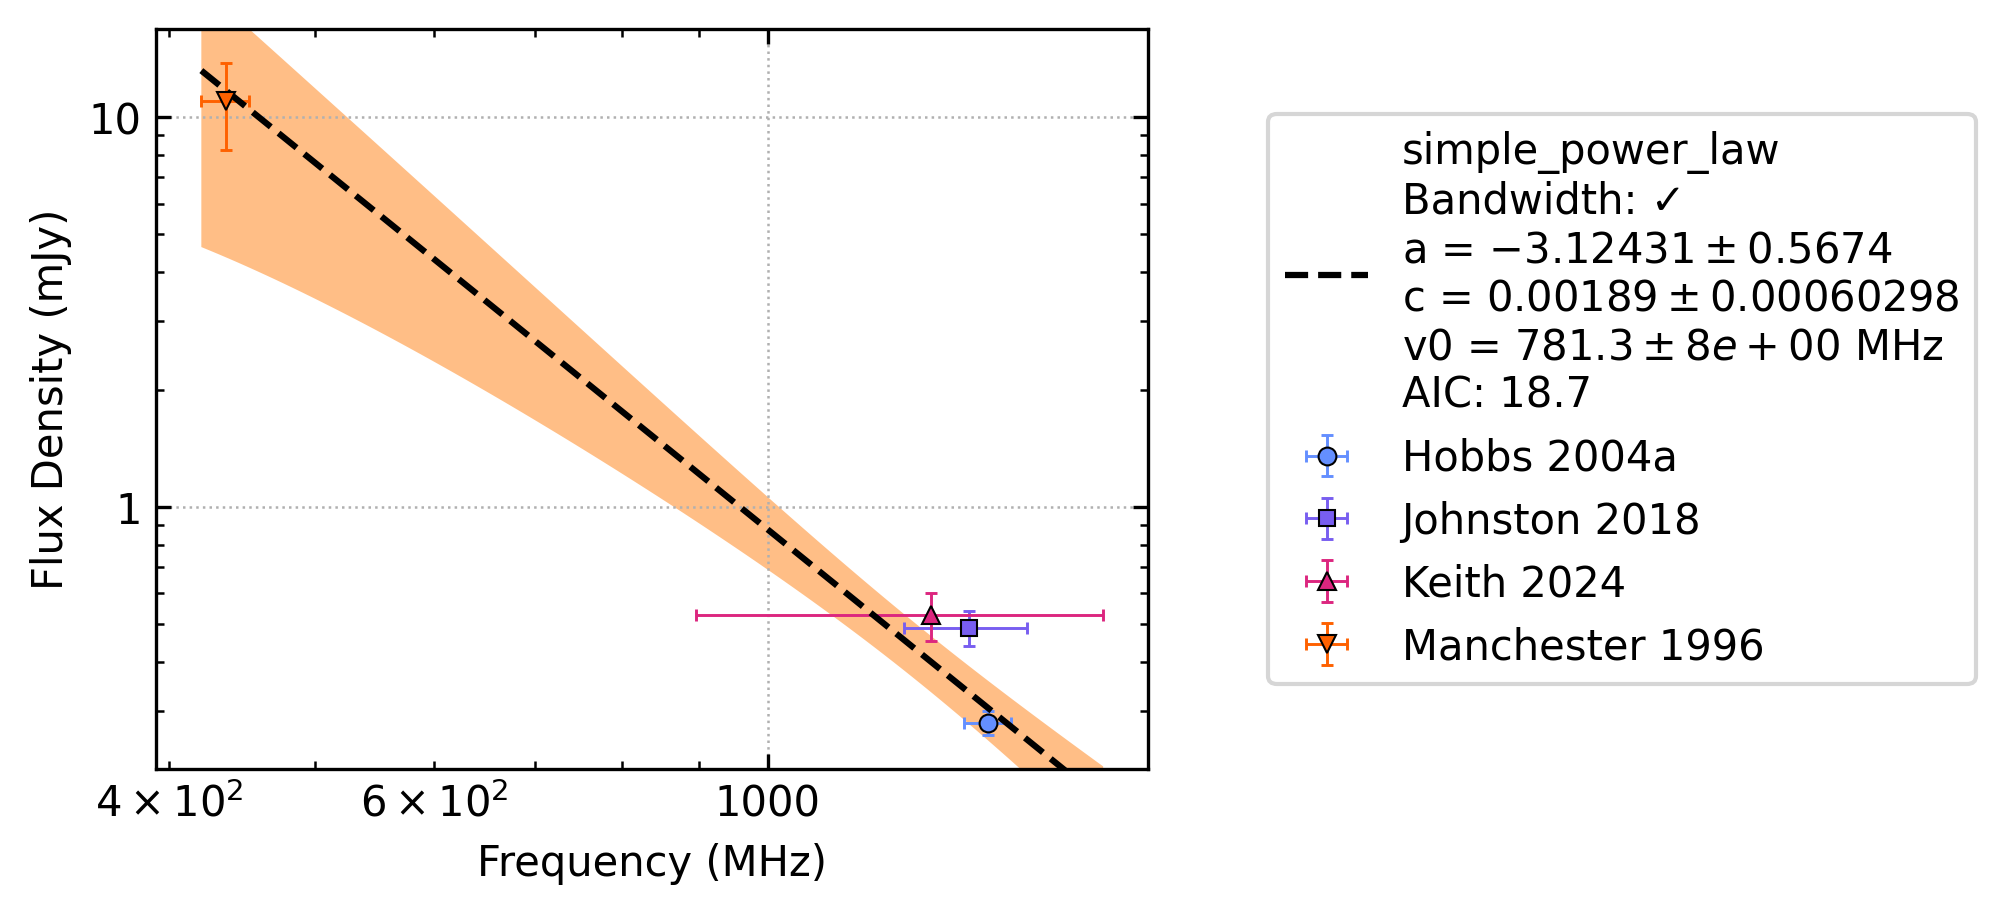 10
1
Flux Density (mJy)
4 × 10²
6 × 10²
1000
Frequency (MHz)
simple_power_law
Bandwidth: ✓
a = −3.12431 ± 0.5674
c = 0.00189 ± 0.00060298
v0 = 781.3 ± 8e + 00 MHz
AIC: 18.7
Hobbs 2004a
Johnston 2018
Keith 2024
Manchester 1996